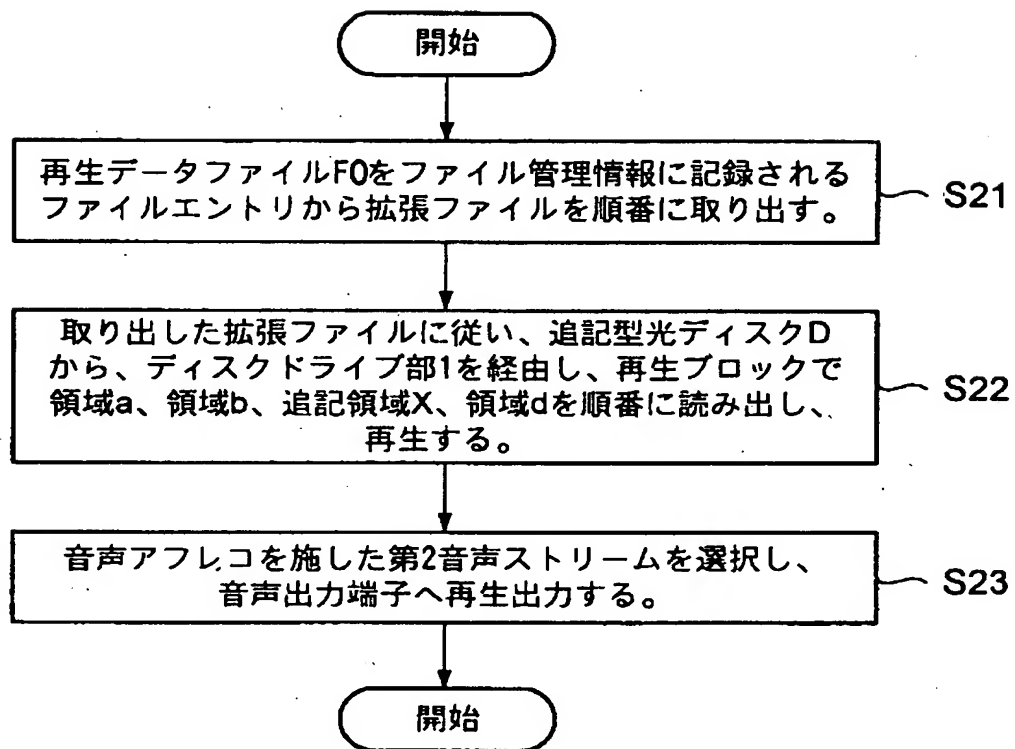 開始
再生データファイルF0をファイル管理情報に記録される
ファイルエントリから拡張ファイルを順番に取り出す。
S21
取り出した拡張ファイルに従い、追記型光ディスクD
から、ディスクドライブ部1を経由し、再生ブロックで
領域a、領域b、追記領域X、領域dを順番に読み出し、
再生する。
S22
音声アフレコを施した第2音声ストリームを選択し、
音声出力端子へ再生出力する。
S23
開始